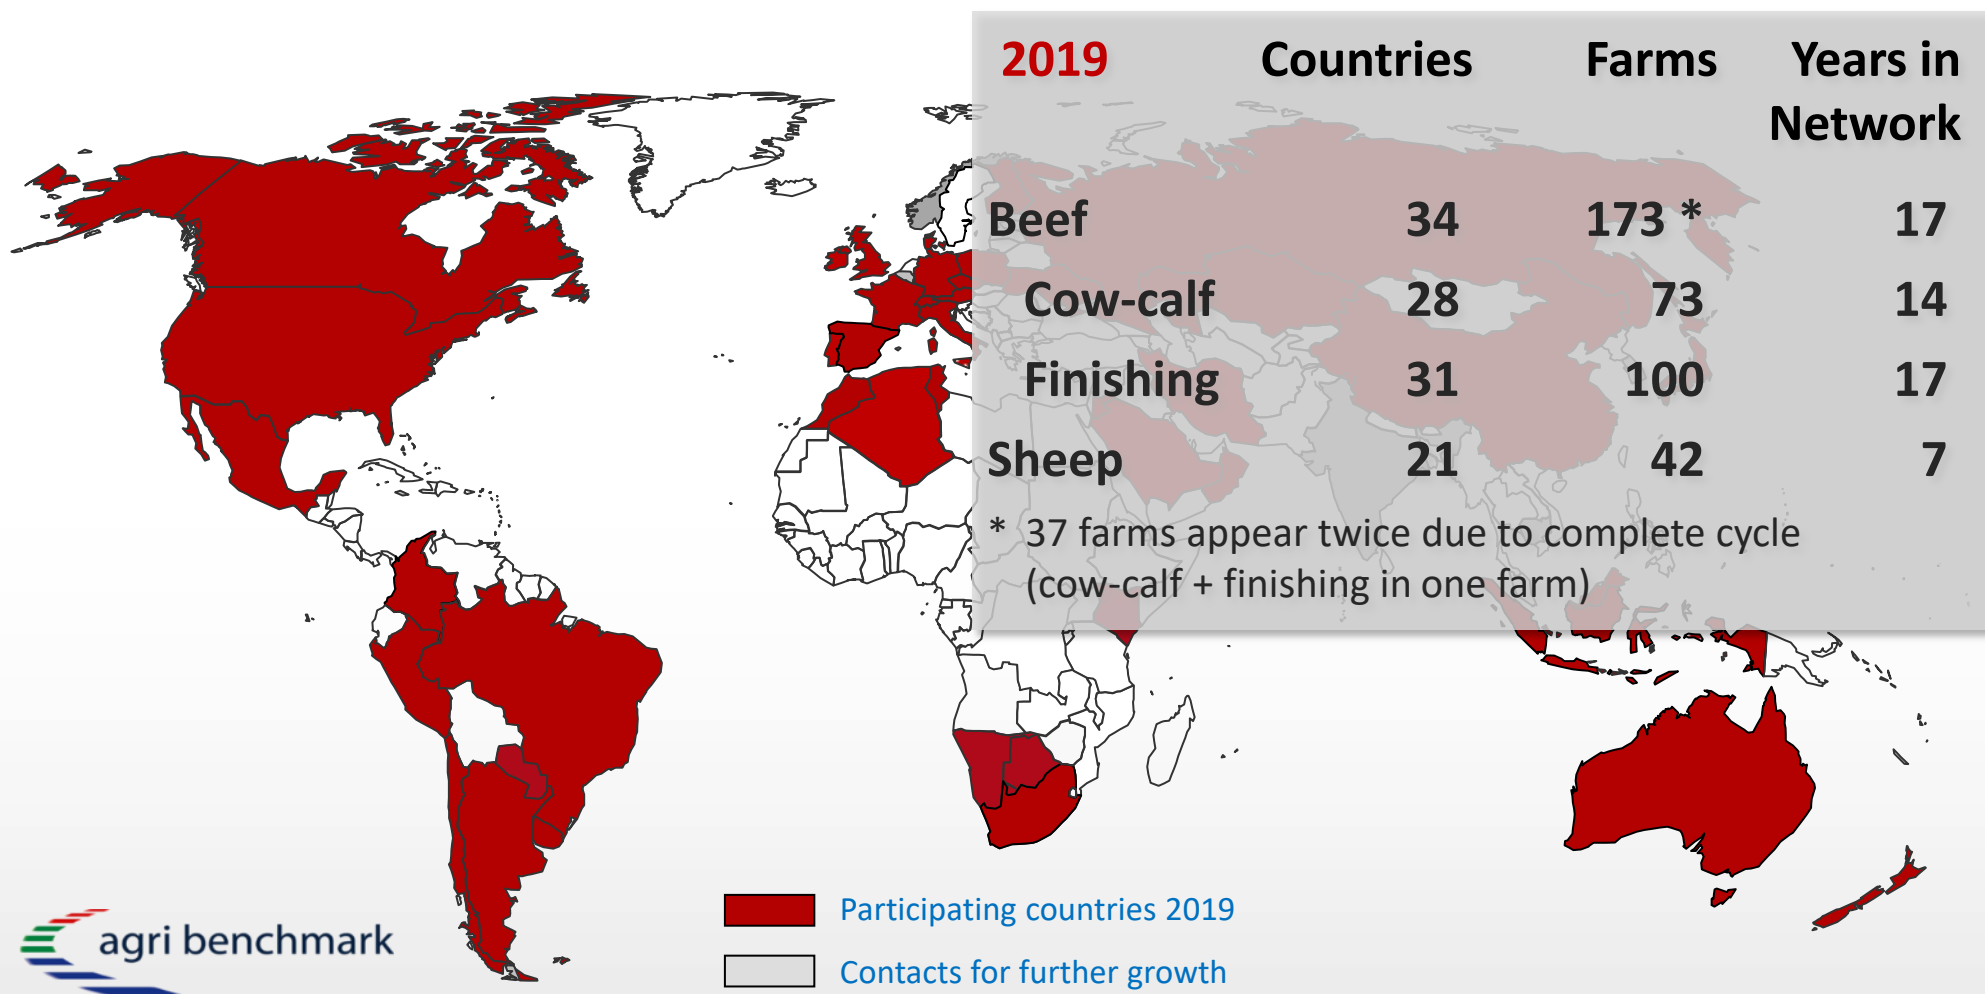 2019 Countries Farms Years in
Network
Beef 34 173 * 17
Cow-calf 28 73 14
Finishing 31 100 17
Sheep 21 42 7
* 37 farms appear twice due to complete cycle
(cow-calf + finishing in one farm)
Participating countries 2019
Contacts for further growth
agri benchmark